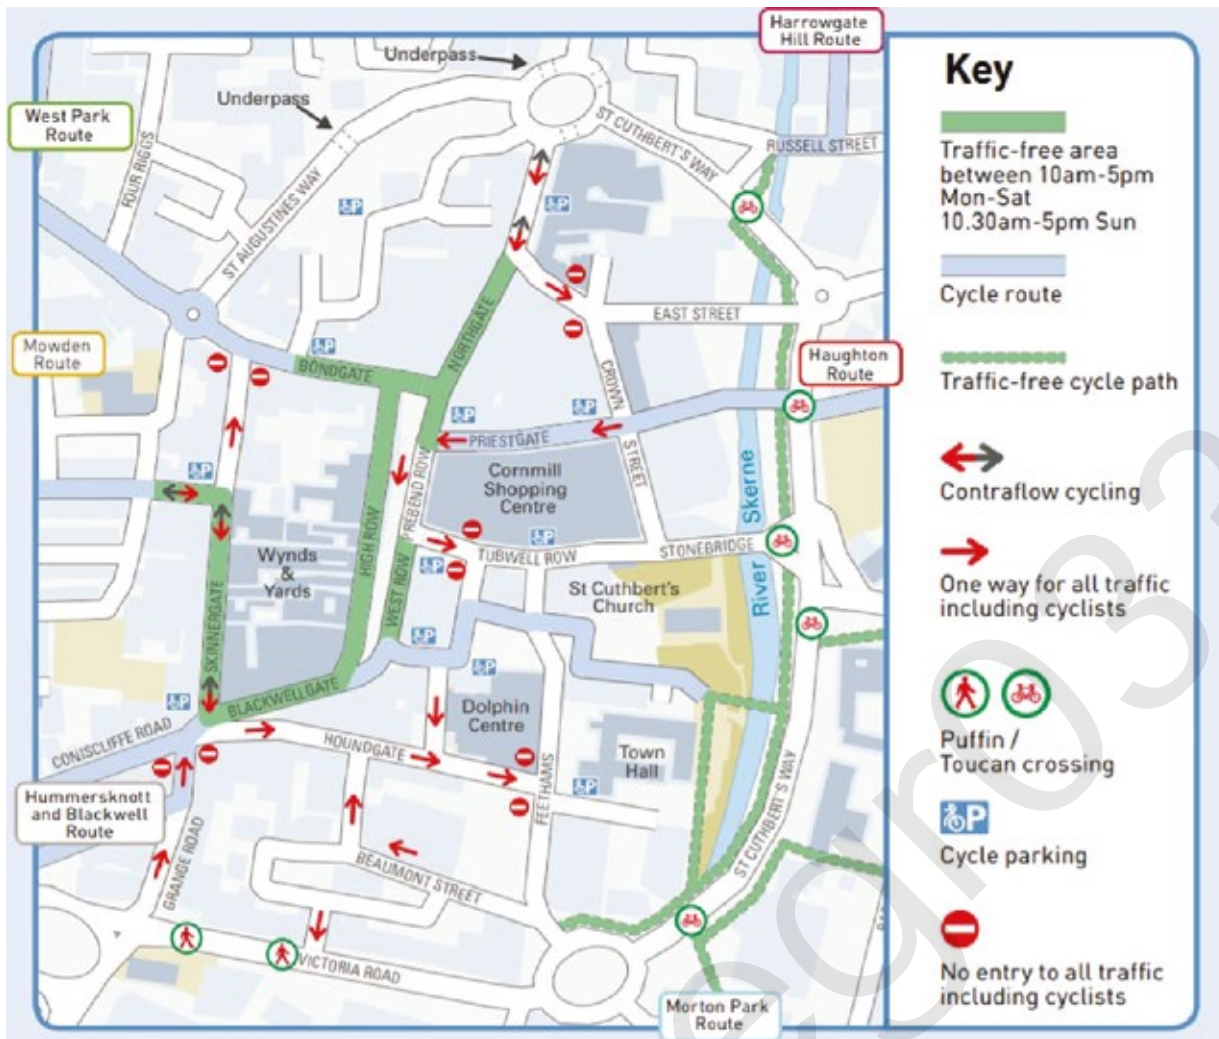 Harrowgate
Hill Route
Underpass
Underpass
West Park
Route
FOUR RIGGS
ST AUGUSTINES WAY
ST CUTHBERT'S WAY
RUSSELL STREET
P
P
EAST STREET
NORTHGATE
Mowden
Route
P
BONDGATE
Haughton
Route
CROWN
STREET
P
P
PRIESTGATE
P
PREBEND ROW
Cornmill
Shopping
Centre
P
Skerne
River
HIGH ROW
TUBWELL ROW
STONEBRIDGE
Wynds
&
Yards
P
WEST ROW
St Cuthbert's
Church
SKINNERGATE
P
P
P
BLACKWELLGATE
Dolphin
Centre
CONISCLIFFE ROAD
HOUNDGATE
Town
Hall
FEETHAMS
P
Hummersknott
and Blackwell
Route
GRANGE ROAD
BEAUMONT STREET
ST CUTHBERT'S WAY
VICTORIA ROAD
Morton Park
Route
Key
Traffic-free area
between 10am-5pm
Mon-Sat
10.30am-5pm Sun
Cycle route
Traffic-free cycle path
Contraflow cycling
One way for all traffic
including cyclists
Puffin /
Toucan crossing
P
Cycle parking
No entry to all traffic
including cyclists